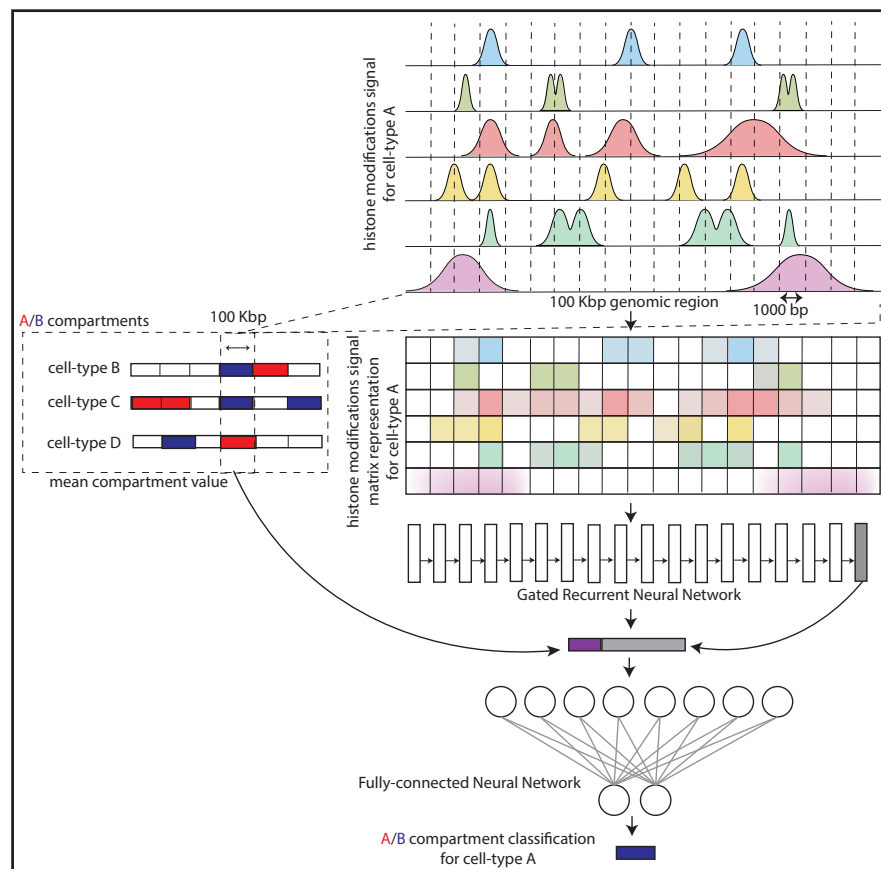 histone modifications signal
for cell-type A
100 Kbp genomic region
1000 bp
A/B compartments
100 Kbp
cell-type B
cell-type C
cell-type D
mean compartment value
histone modifications signal
matrix representation
for cell-type A
Gated Recurrent Neural Network
Fully-connected Neural Network
A/B compartment classification
for cell-type A